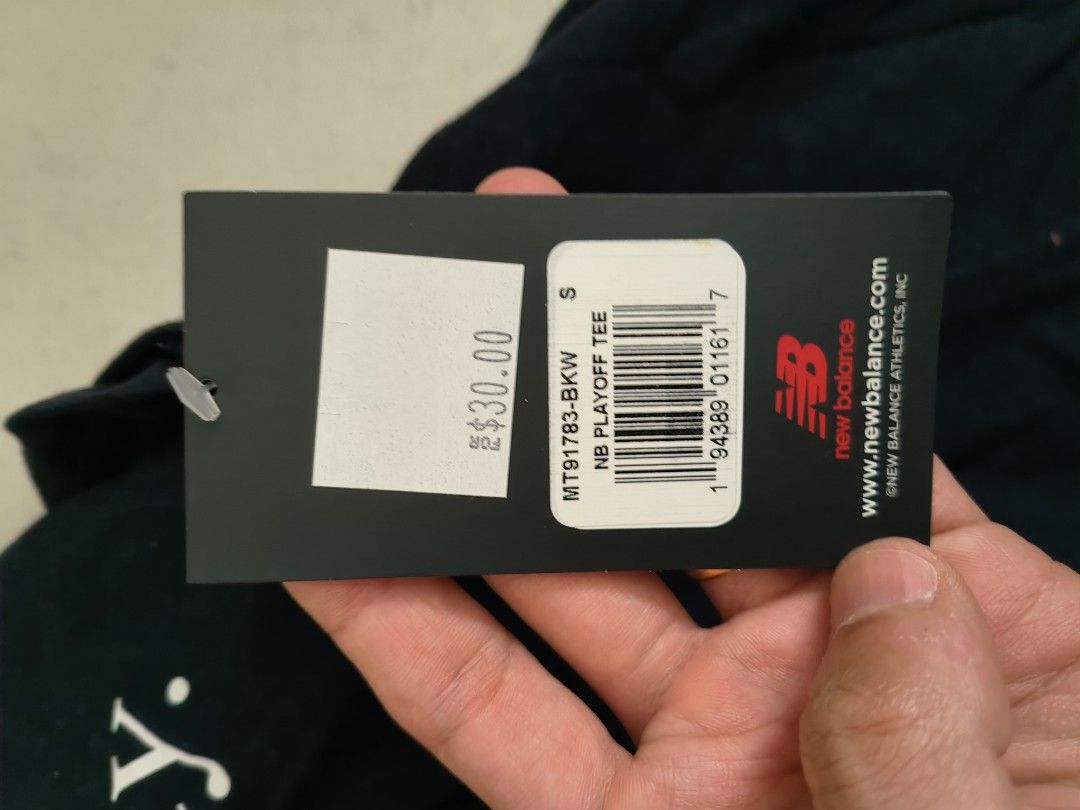 $30.00
MT91783-BKW S
NB PLAYOFF TEE
1 94389 01161 7
NB
new balance
www.newbalance.com
©NEW BALANCE ATHLETICS, INC
y.